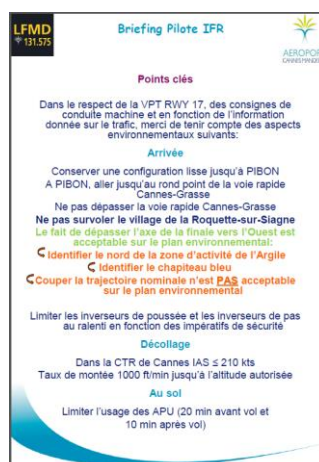 LFMD
131.575
Briefing Pilote IFR
AEROPOR
CANNES MANDE
Points clés
Dans le respect de la VPT RWY 17, des consignes de
conduite machine et en fonction de l'information
donnée sur le trafic, merci de tenir compte des aspects
environnementaux suivants:
Arrivée
Conserver une configuration lisse jusqu'à PIBON
A PIBON, aller jusqu'au rond point de la voie rapide
Cannes-Grasse
Ne pas dépasser la voie rapide Cannes-Grasse
Ne pas survoler le village de la Roquette-sur-Siagne
Le fait de dépasser l'axe de la finale vers l'Ouest est
acceptable sur le plan environnemental:
Identifier le nord de la zone d'activité de l'Argile
Identifier le chapiteau bleu
Couper la trajectoire nominale n'est PAS acceptable
sur le plan environnemental
Limiter les inverseurs de poussée et les inverseurs de pas
au ralenti en fonction des impératifs de sécurité
Décollage
Dans la CTR de Cannes IAS ≤ 210 kts
Taux de montée 1000 ft/min jusqu'à l'altitude autorisée
Au sol
Limiter l'usage des APU (20 min avant vol et
10 min après vol)